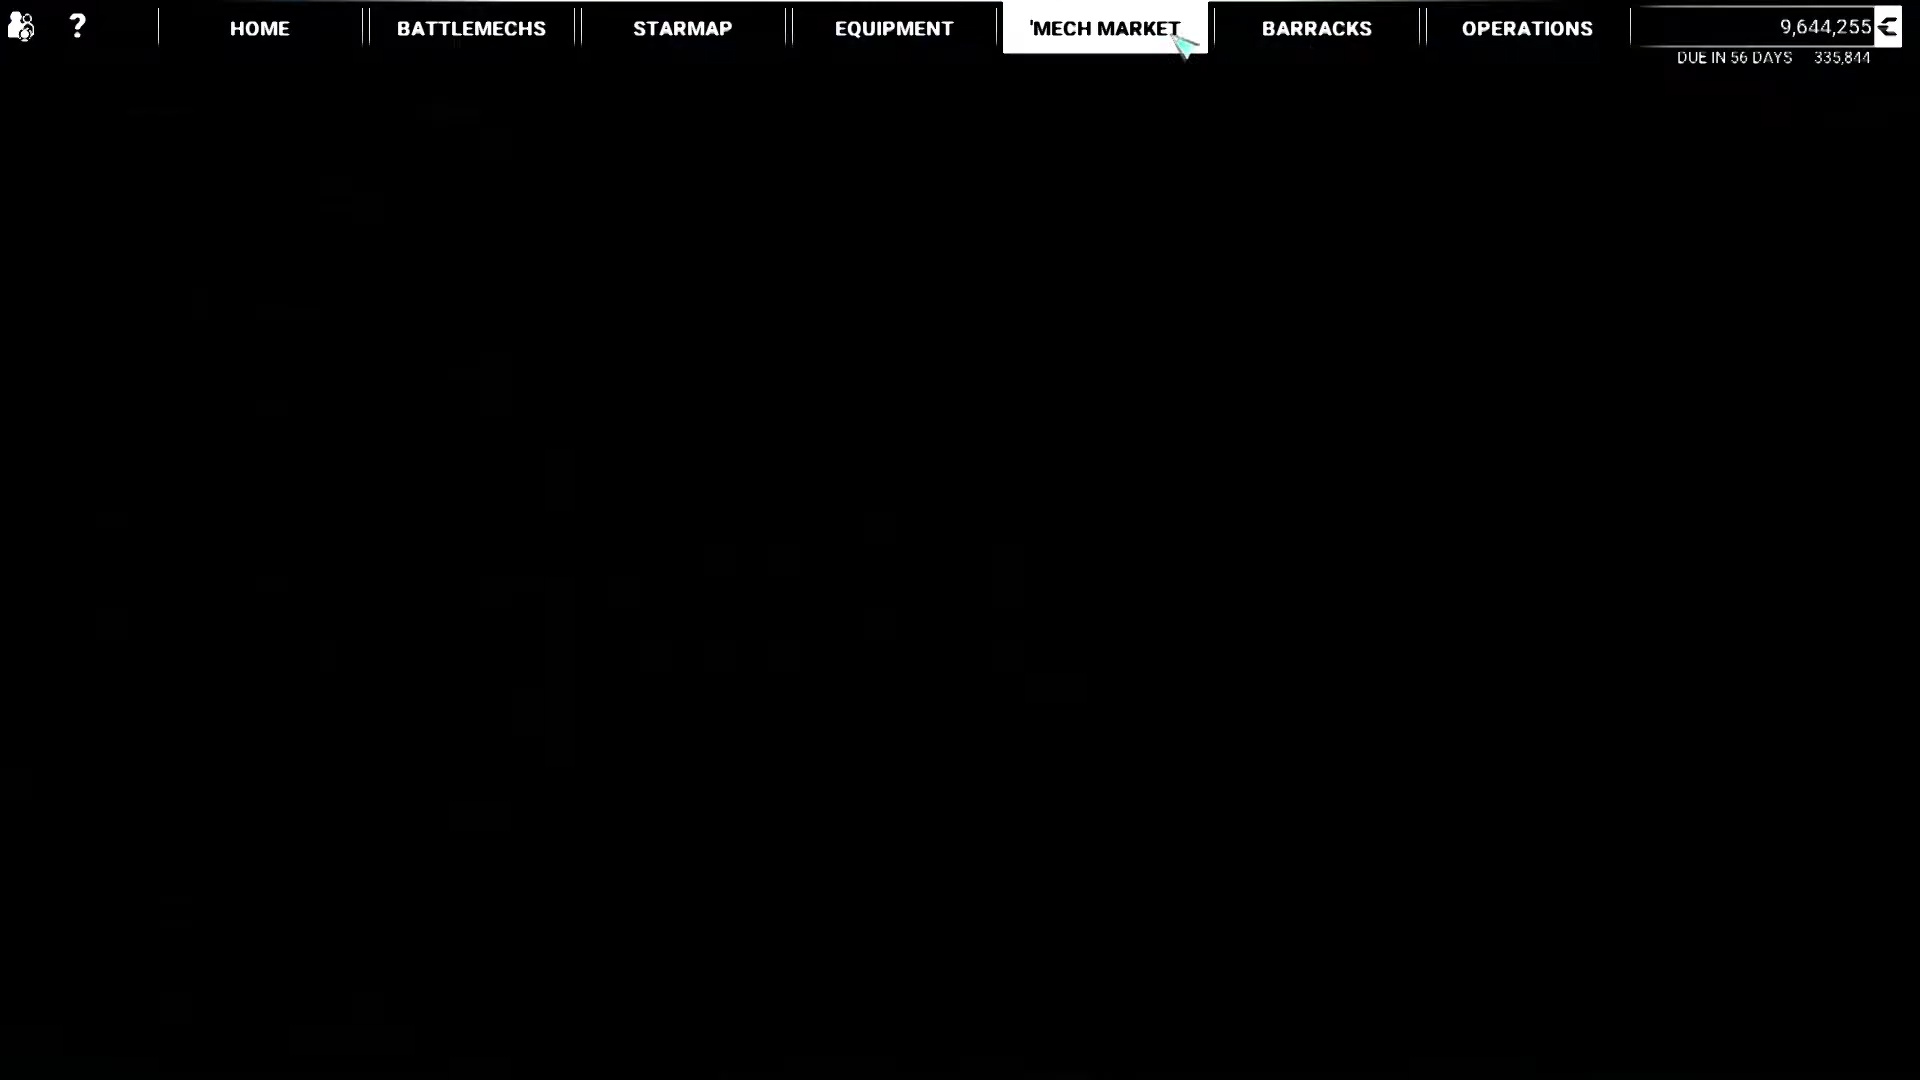 ? HOME BATTLEMECHS STARMAP EQUIPMENT 'MECH MARKET BARRACKS OPERATIONS 9,644,255
DUE IN 56 DAYS 335,844